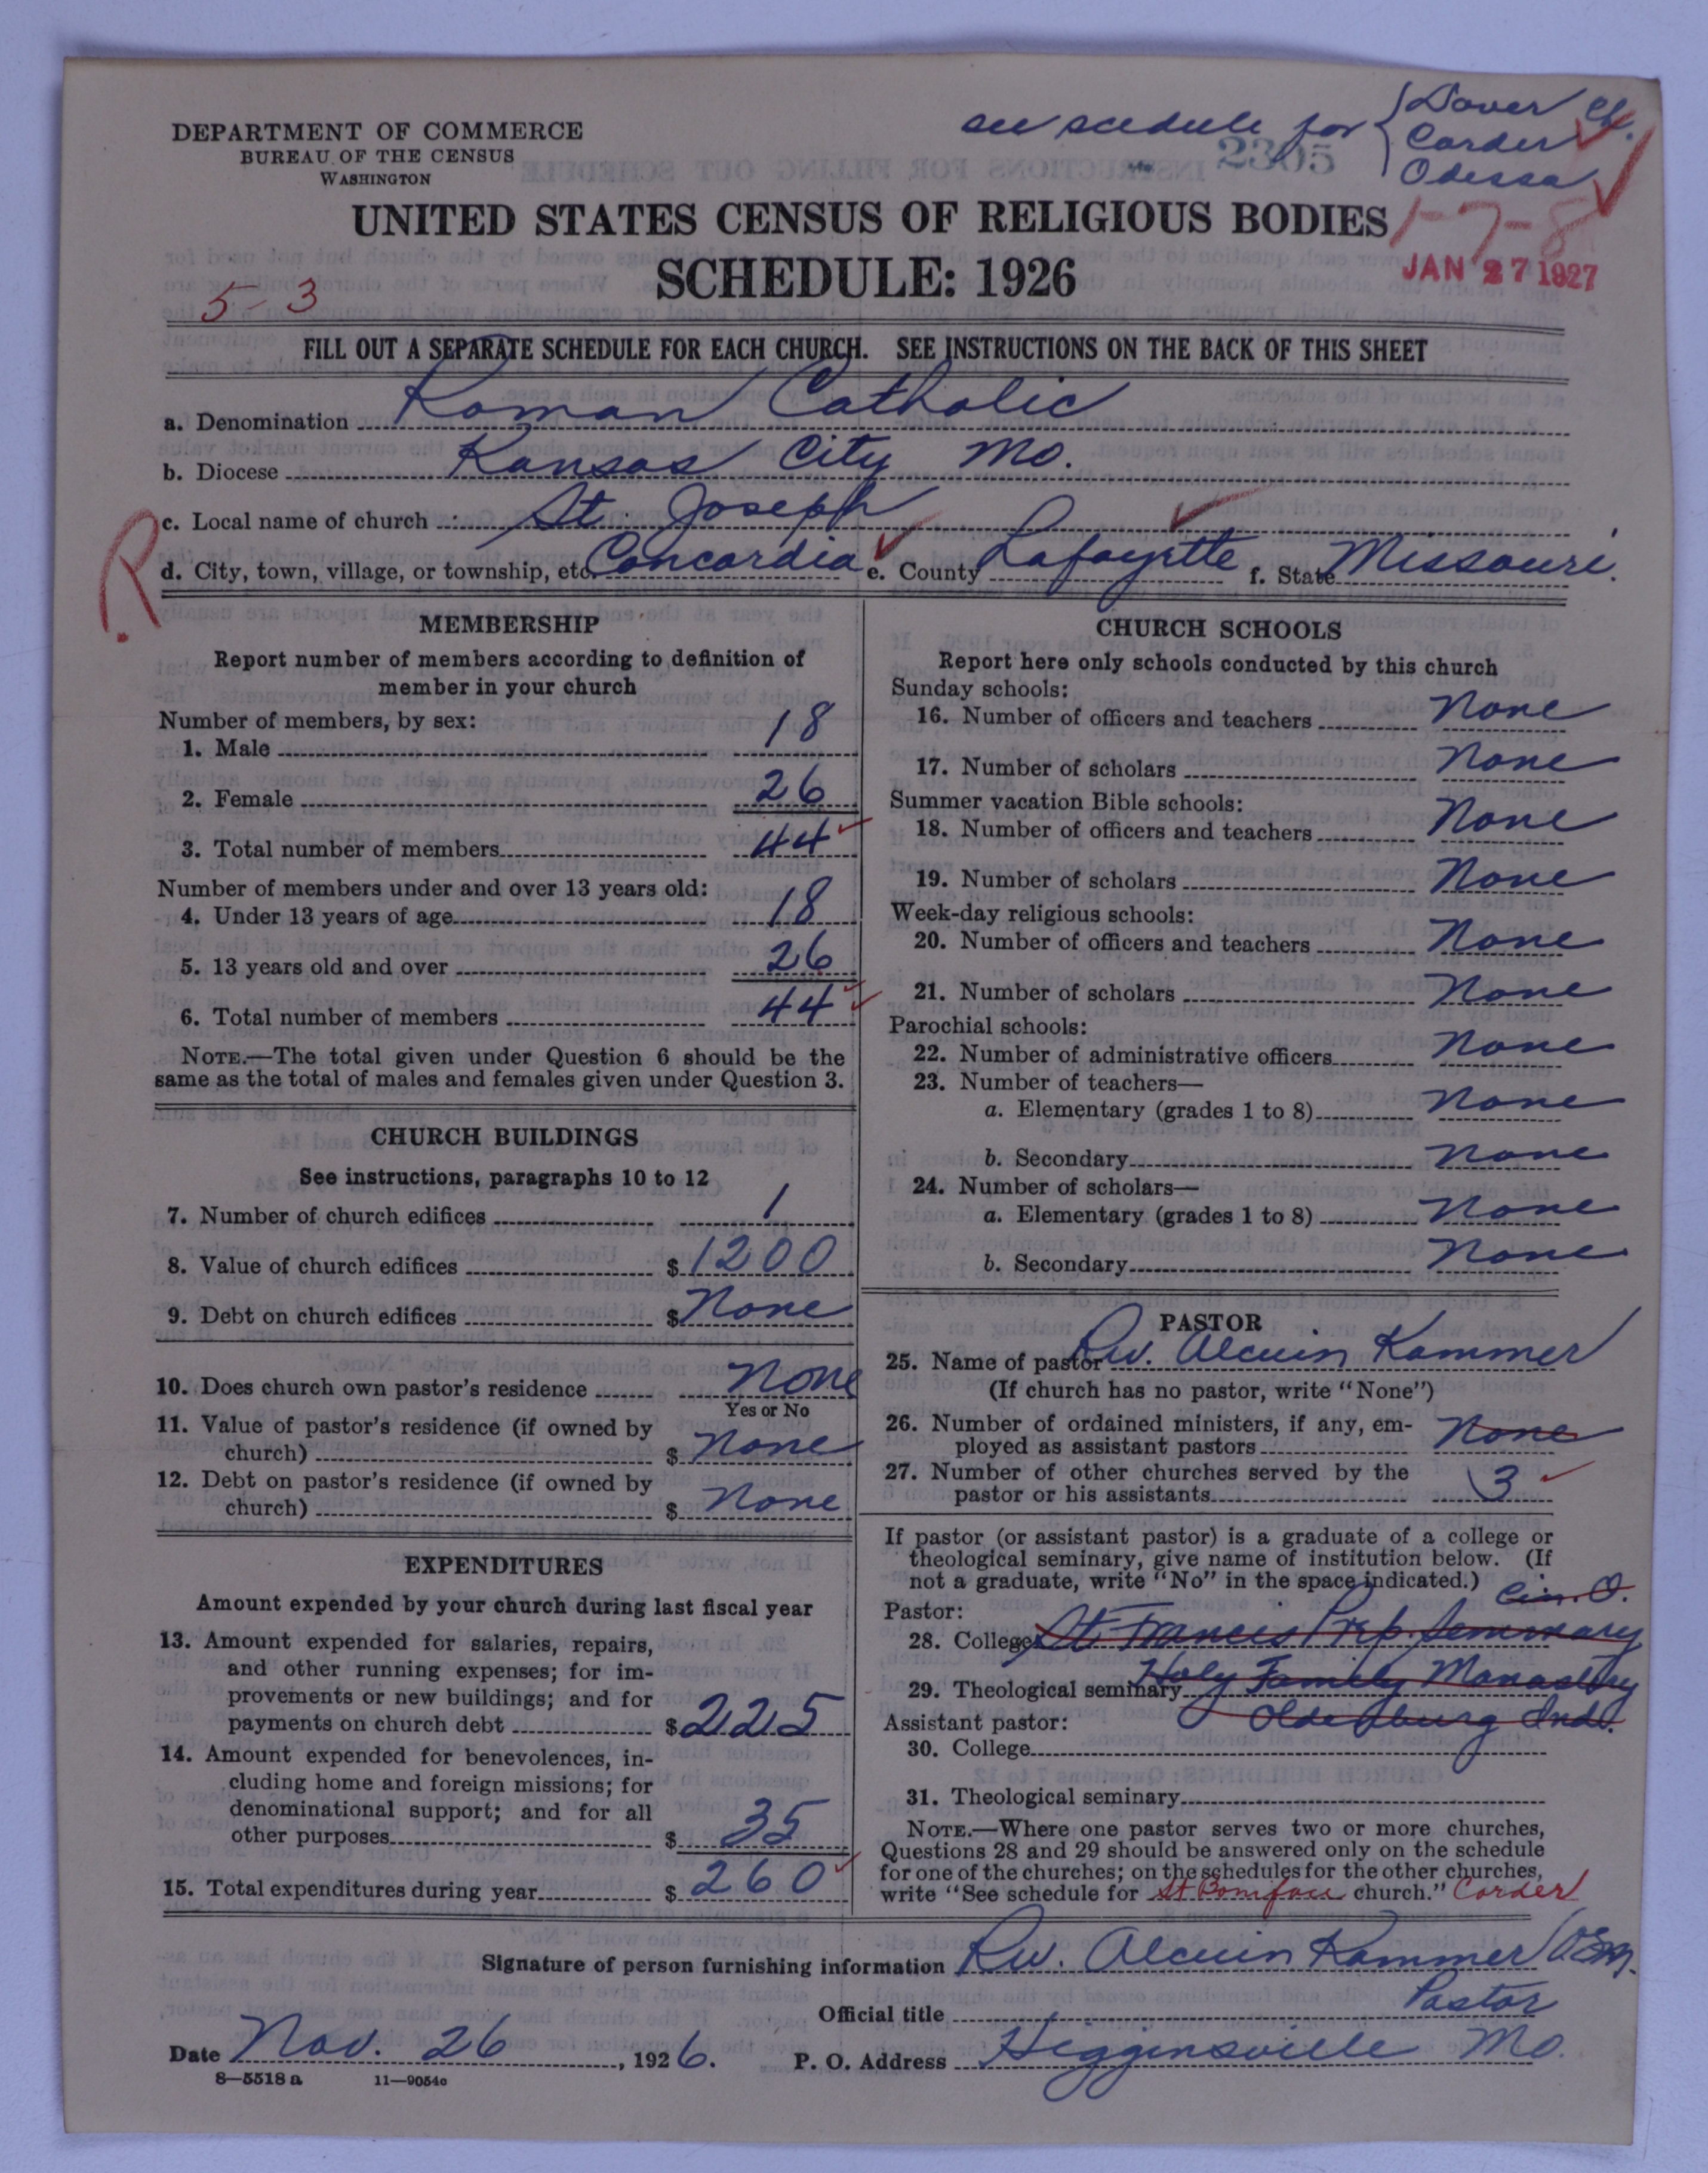 see scedule for { Dover Ch.
Corder
Odessa
DEPARTMENT OF COMMERCE
BUREAU OF THE CENSUS
WASHINGTON
2305
UNITED STATES CENSUS OF RELIGIOUS BODIES
1-7-8
SCHEDULE: 1926
JAN 27 1927
5-3
FILL OUT A SEPARATE SCHEDULE FOR EACH CHURCH. SEE INSTRUCTIONS ON THE BACK OF THIS SHEET
a. Denomination Roman Catholic
b. Diocese Kansas City Mo.
c. Local name of church St. Joseph
R
d. City, town, village, or township, etc. Concordia e. County Lafayette f. State Missouri.
MEMBERSHIP
Report number of members according to definition of
member in your church
Number of members, by sex:
1. Male 18
2. Female 26
3. Total number of members 44
Number of members under and over 13 years old:
4. Under 13 years of age 18
5. 13 years old and over 26
6. Total number of members 44
NOTE.—The total given under Question 6 should be the
same as the total of males and females given under Question 3.
CHURCH BUILDINGS
See instructions, paragraphs 10 to 12
7. Number of church edifices 1
8. Value of church edifices $ 1200
9. Debt on church edifices $ None
10. Does church own pastor's residence None
Yes or No
11. Value of pastor's residence (if owned by
church) $ None
12. Debt on pastor's residence (if owned by
church) $ None
EXPENDITURES
Amount expended by your church during last fiscal year
13. Amount expended for salaries, repairs,
and other running expenses; for im-
provements or new buildings; and for
payments on church debt $ 225
14. Amount expended for benevolences, in-
cluding home and foreign missions; for
denominational support; and for all
other purposes $ 35
15. Total expenditures during year $ 260
CHURCH SCHOOLS
Report here only schools conducted by this church
Sunday schools:
16. Number of officers and teachers None
17. Number of scholars None
Summer vacation Bible schools:
18. Number of officers and teachers None
19. Number of scholars None
Week-day religious schools:
20. Number of officers and teachers None
21. Number of scholars None
Parochial schools:
22. Number of administrative officers None
23. Number of teachers—
a. Elementary (grades 1 to 8) None
b. Secondary None
24. Number of scholars—
a. Elementary (grades 1 to 8) None
b. Secondary None
PASTOR
25. Name of pastor Rev. Alcuin Kammer
(If church has no pastor, write "None")
26. Number of ordained ministers, if any, em-
ployed as assistant pastors None
27. Number of other churches served by the
pastor or his assistants 3
If pastor (or assistant pastor) is a graduate of a college or
theological seminary, give name of institution below. (If
not a graduate, write "No" in the space indicated.)
Cin. O.
Pastor:
28. College St Francis Prep. Seminary
29. Theological seminary Holy Family Monastery
Oldenburg Ind.
Assistant pastor:
30. College
31. Theological seminary
NOTE.—Where one pastor serves two or more churches,
Questions 28 and 29 should be answered only on the schedule
for one of the churches; on the schedules for the other churches,
write "See schedule for St Boniface church." Corder
Signature of person furnishing information Rev. Alcuin Kammer OFM.
Official title Pastor
Date Nov. 26, 1926. P. O. Address Higginsville Mo.
8—5518 a 11—9054c